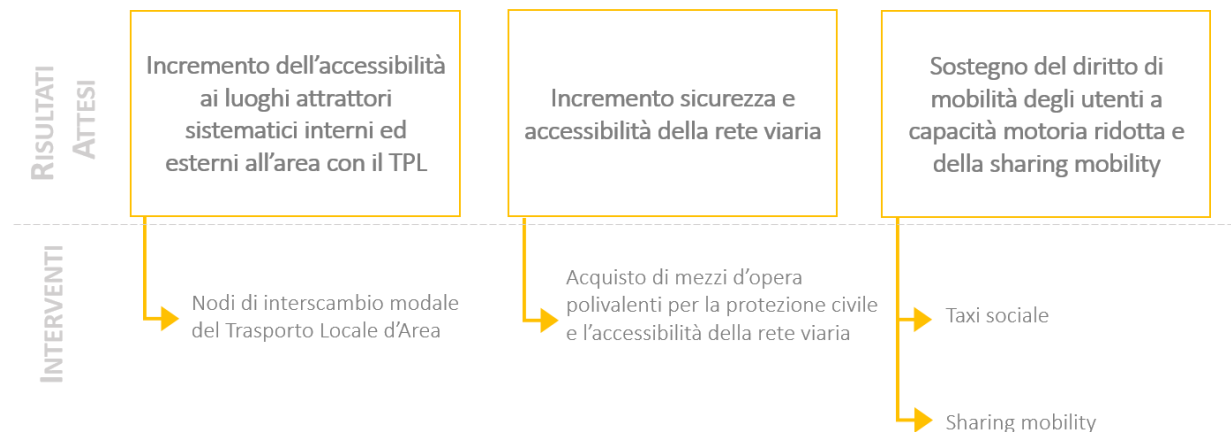 RISULTATI
ATTESI
Incremento dell’accessibilità
ai luoghi attrattori
sistematici interni ed
esterni all’area con il TPL
Incremento sicurezza e
accessibilità della rete viaria
Sostegno del diritto di
mobilità degli utenti a
capacità motoria ridotta e
della sharing mobility
INTERVENTI
Nodi di interscambio modale
del Trasporto Locale d’Area
Acquisto di mezzi d’opera
polivalenti per la protezione civile
e l’accessibilità della rete viaria
Taxi sociale
Sharing mobility